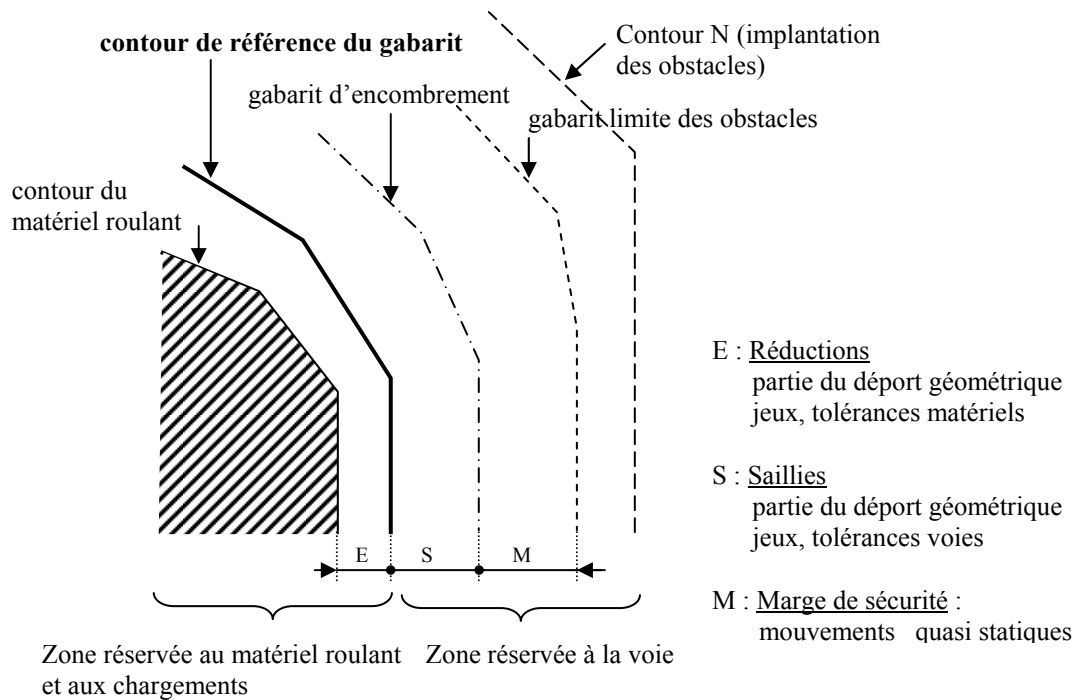 contour de référence du gabarit
Contour N (implantation
des obstacles)
gabarit d’encombrement
gabarit limite des obstacles
contour du
matériel roulant
E : Réductions
partie du déport géométrique
jeux, tolérances matériels
S : Saillies
partie du déport géométrique
jeux, tolérances voies
E
S
M
M : Marge de sécurité :
mouvements quasi statiques
Zone réservée au matériel roulant
et aux chargements
Zone réservée à la voie